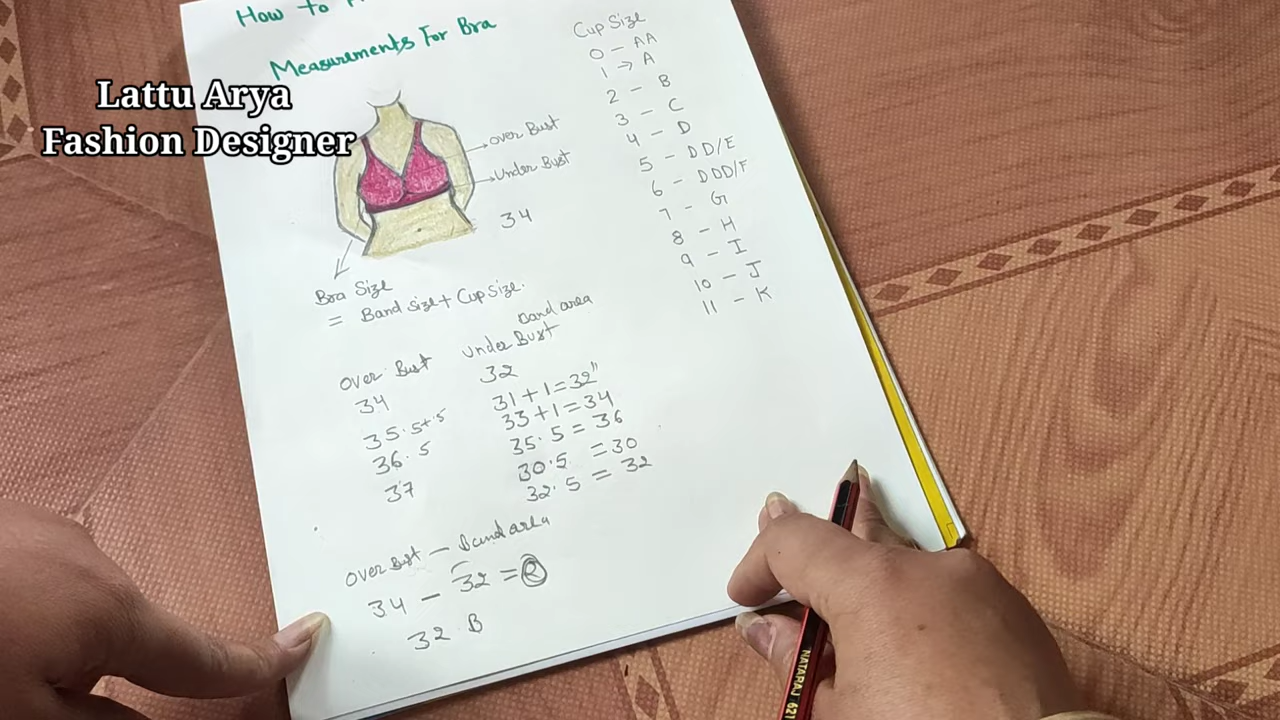 How to
Measurements For Bra
Lattu Arya
Fashion Designer
over Bust
Under Bust
34
Bra Size
= Band Size + Cup Size.
Cup Size
0 - AA
1 → A
2 - B
3 - C
4 - D
5 - DD/E
6 - DDD/F
7 - G
8 - H
9 - I
10 - J
11 - K
Band area
Over Bust Under Bust
34 32
31+1=32"
35.5+.5 33+1=34
36.5 35.5 = 36
37 30.5 = 30
32.5 = 32
Over Bust - Band area
34 - 32 = 2
32 B
NATARAJ 621